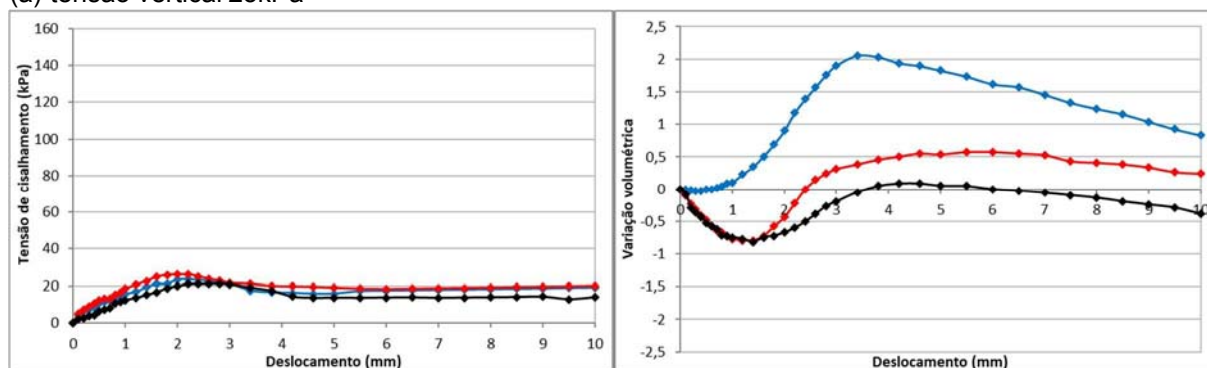 (a) tensão vertical 25kPa
Tensão de cisalhamento (kPa)
160
140
120
100
80
60
40
20
0
0 1 2 3 4 5 6 7 8 9 10
Deslocamento (mm)
Variação volumétrica
2,5
2
1,5
1
0,5
0
-0,5
-1
-1,5
-2
-2,5
0 1 2 3 4 5 6 7 8 9 10
Deslocamento (mm)